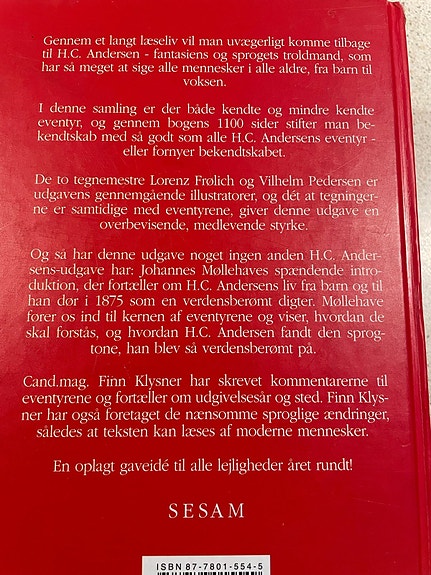 Gennem et langt læseliv vil man uvægerligt komme tilbage
til H.C. Andersen - fantasiens og sprogets troldmand, som
har så meget at sige alle mennesker i alle aldre, fra barn til
voksen.
I denne samling er der både kendte og mindre kendte
eventyr, og gennem bogens 1100 sider stifter man be-
kendtskab med så godt som alle H.C. Andersens eventyr -
eller fornyer bekendtskabet.
De to tegnemestre Lorenz Frølich og Vilhelm Pedersen er
udgavens gennemgående illustratorer, og dét at tegninger-
ne er samtidige med eventyrene, giver denne udgave en
overbevisende, medlevende styrke.
Og så har denne udgave noget ingen anden H.C. Ander-
sens-udgave har: Johannes Møllehaves spændende intro-
duktion, der fortæller om H.C. Andersens liv fra barn og til
han dør i 1875 som en verdensberømt digter. Møllehave
fører os ind til kernen af eventyrene og viser, hvordan de
skal forstås, og hvordan H.C. Andersen fandt den sprog-
tone, han blev så verdensberømt på.
Cand.mag. Finn Klysner har skrevet kommentarerne til
eventyrene og fortæller om udgivelsesår og sted. Finn Klys-
ner har også foretaget de nænsomme sproglige ændringer,
således at teksten kan læses af moderne mennesker.
En oplagt gaveidé til alle lejligheder året rundt!
SESAM
ISBN 87-7801-554-5